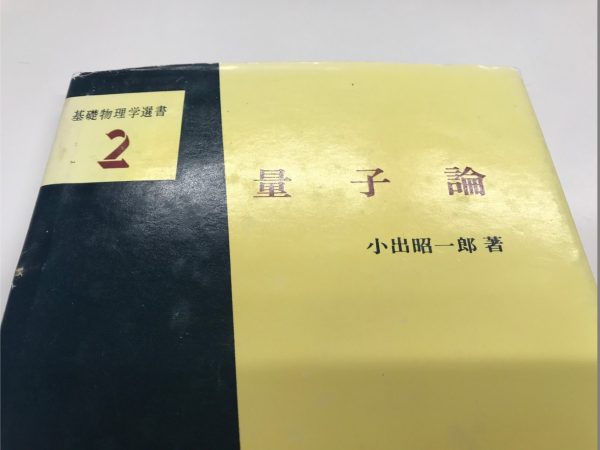 基礎物理学選書
2
量子論
小出昭一郎 著